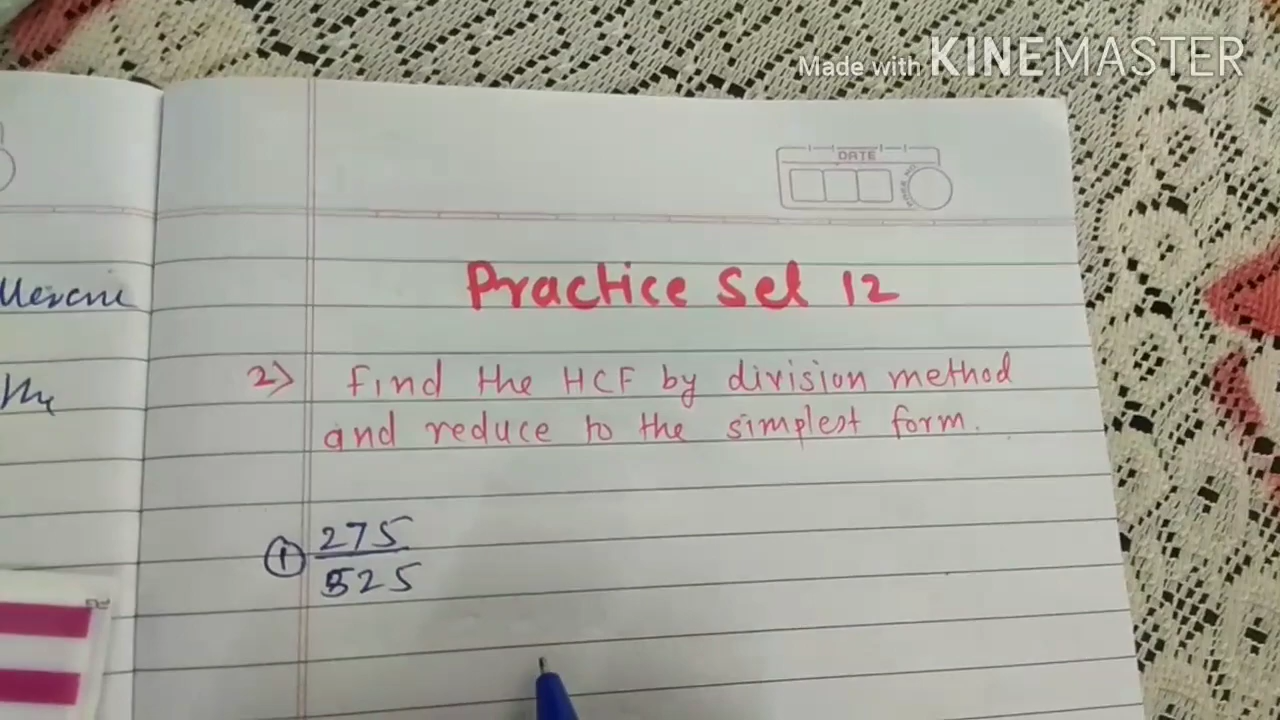 Made with KINEMASTER
DATE
Practice Set 12
2) Find the HCF by division method
and reduce to the simplest form.
① 275
525